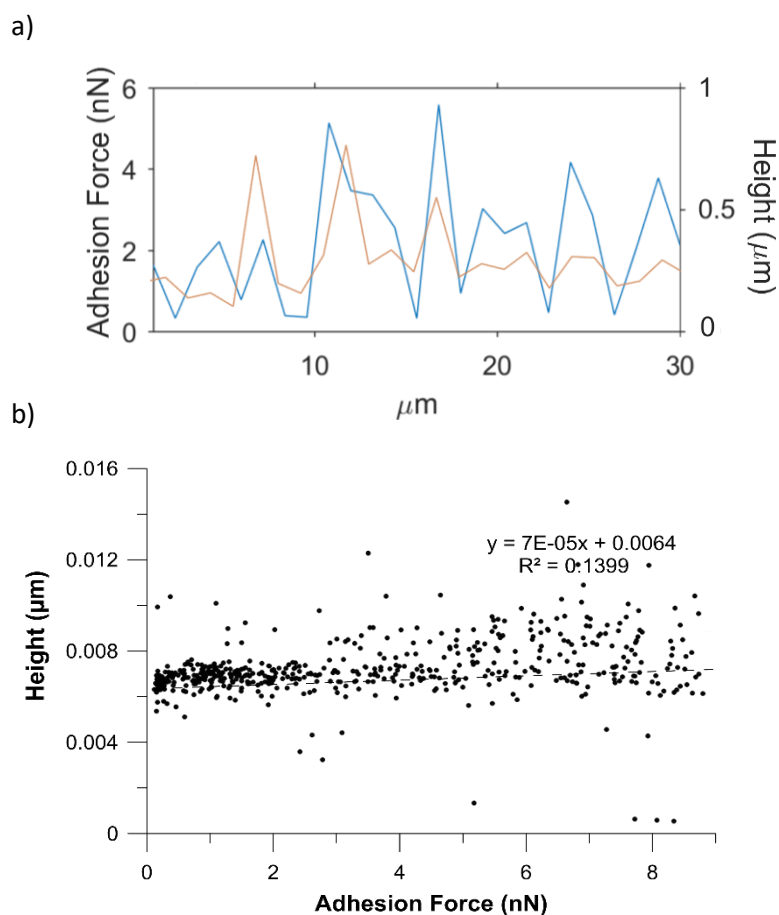 a)
Adhesion Force (nN)
6
4
2
0
1
0.5
0
Height (μm)
10
20
30
μm
b)
0.016
0.012
0.008
0.004
0
Height (μm)
y = 7E-05x + 0.0064
R² = 0.1399
0
2
4
6
8
Adhesion Force (nN)